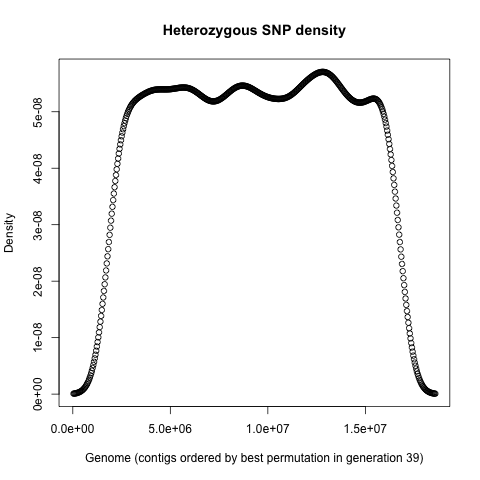 Heterozygous SNP density
Density
5e-08
4e-08
3e-08
2e-08
1e-08
0e+00
0.0e+00 5.0e+06 1.0e+07 1.5e+07
Genome (contigs ordered by best permutation in generation 39)